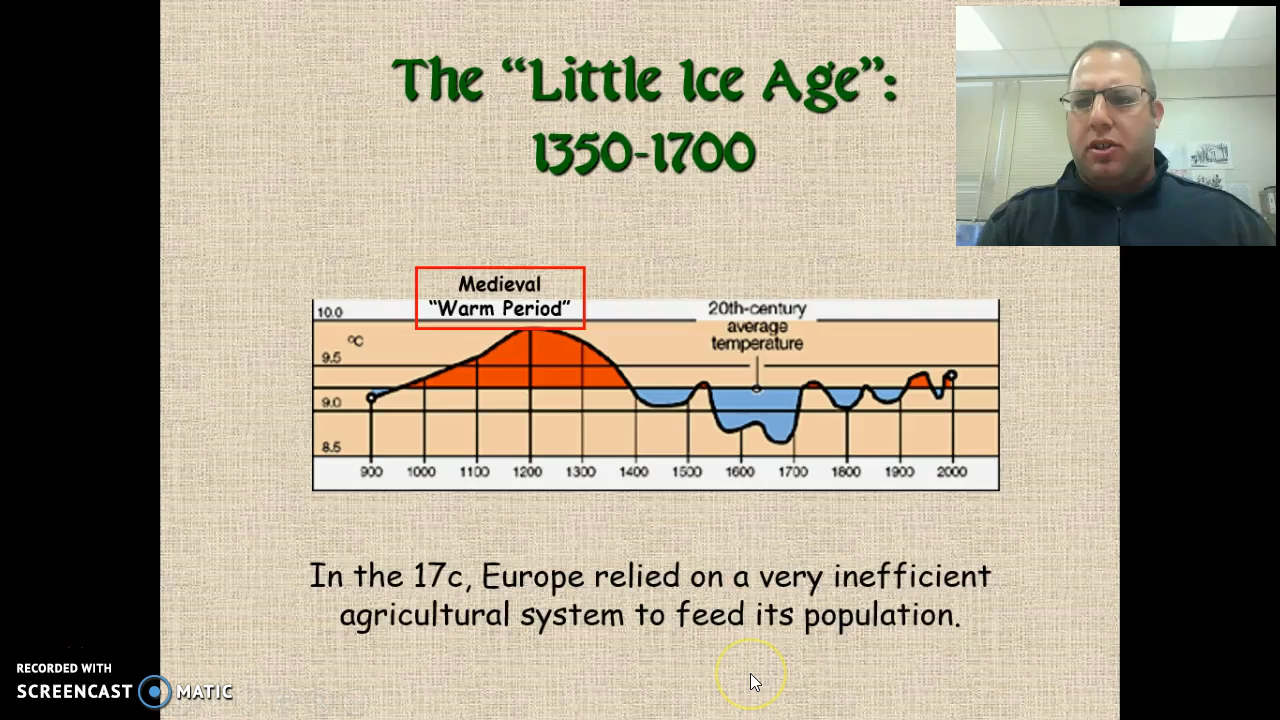 The “Little Ice Age”:
1350-1700
Medieval
“Warm Period”
20th-century
average
temperature
10.0
°C
9.5
9.0
8.5
900 1000 1100 1200 1300 1400 1500 1600 1700 1800 1900 2000
In the 17c, Europe relied on a very inefficient
agricultural system to feed its population.
RECORDED WITH
SCREENCAST MATIC